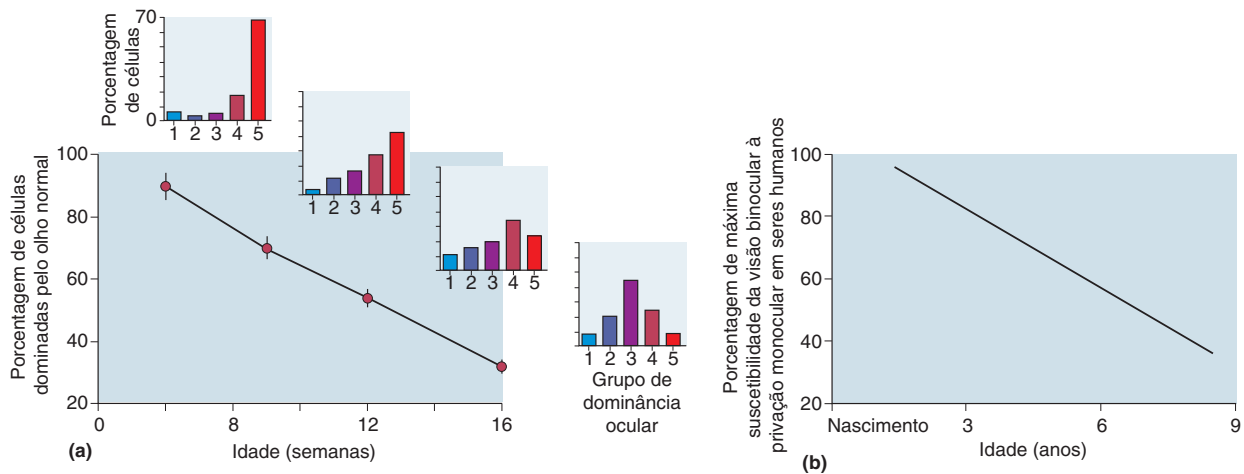 70
Porcentagem
de células
0
1 2 3 4 5
1 2 3 4 5
1 2 3 4 5
1 2 3 4 5
Grupo de
dominância
ocular
Porcentagem de células
dominadas pelo olho normal
100
80
60
40
20
0 8 12 16
Idade (semanas)
(a)
Porcentagem de máxima
suscetibilidade da visão binocular à
privação monocular em seres humanos
100
80
60
40
20
Nascimento 3 6 9
Idade (anos)
(b)